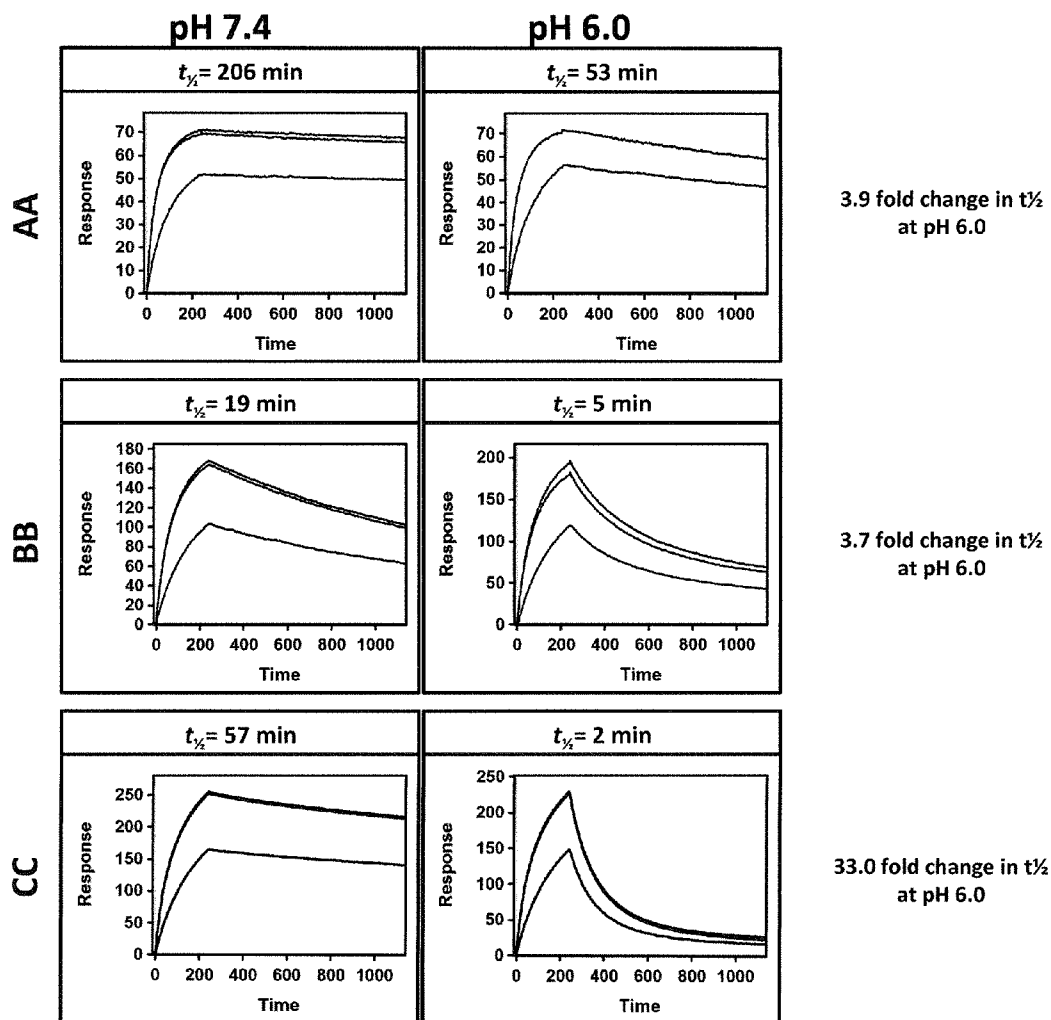 pH 7.4
pH 6.0
AA
t½= 206 min
t½= 53 min
Response
70
60
50
40
30
20
10
0
0 200 400 600 800 1000
Time
Response
70
60
50
40
30
20
10
0
0 200 400 600 800 1000
Time
3.9 fold change in t½
at pH 6.0
BB
t½= 19 min
t½= 5 min
Response
180
160
140
120
100
80
60
40
20
0
0 200 400 600 800 1000
Time
Response
200
150
100
50
0
0 200 400 600 800 1000
Time
3.7 fold change in t½
at pH 6.0
CC
t½= 57 min
t½= 2 min
Response
250
200
150
100
50
0
0 200 400 600 800 1000
Time
Response
250
200
150
100
50
0
0 200 400 600 800 1000
Time
33.0 fold change in t½
at pH 6.0